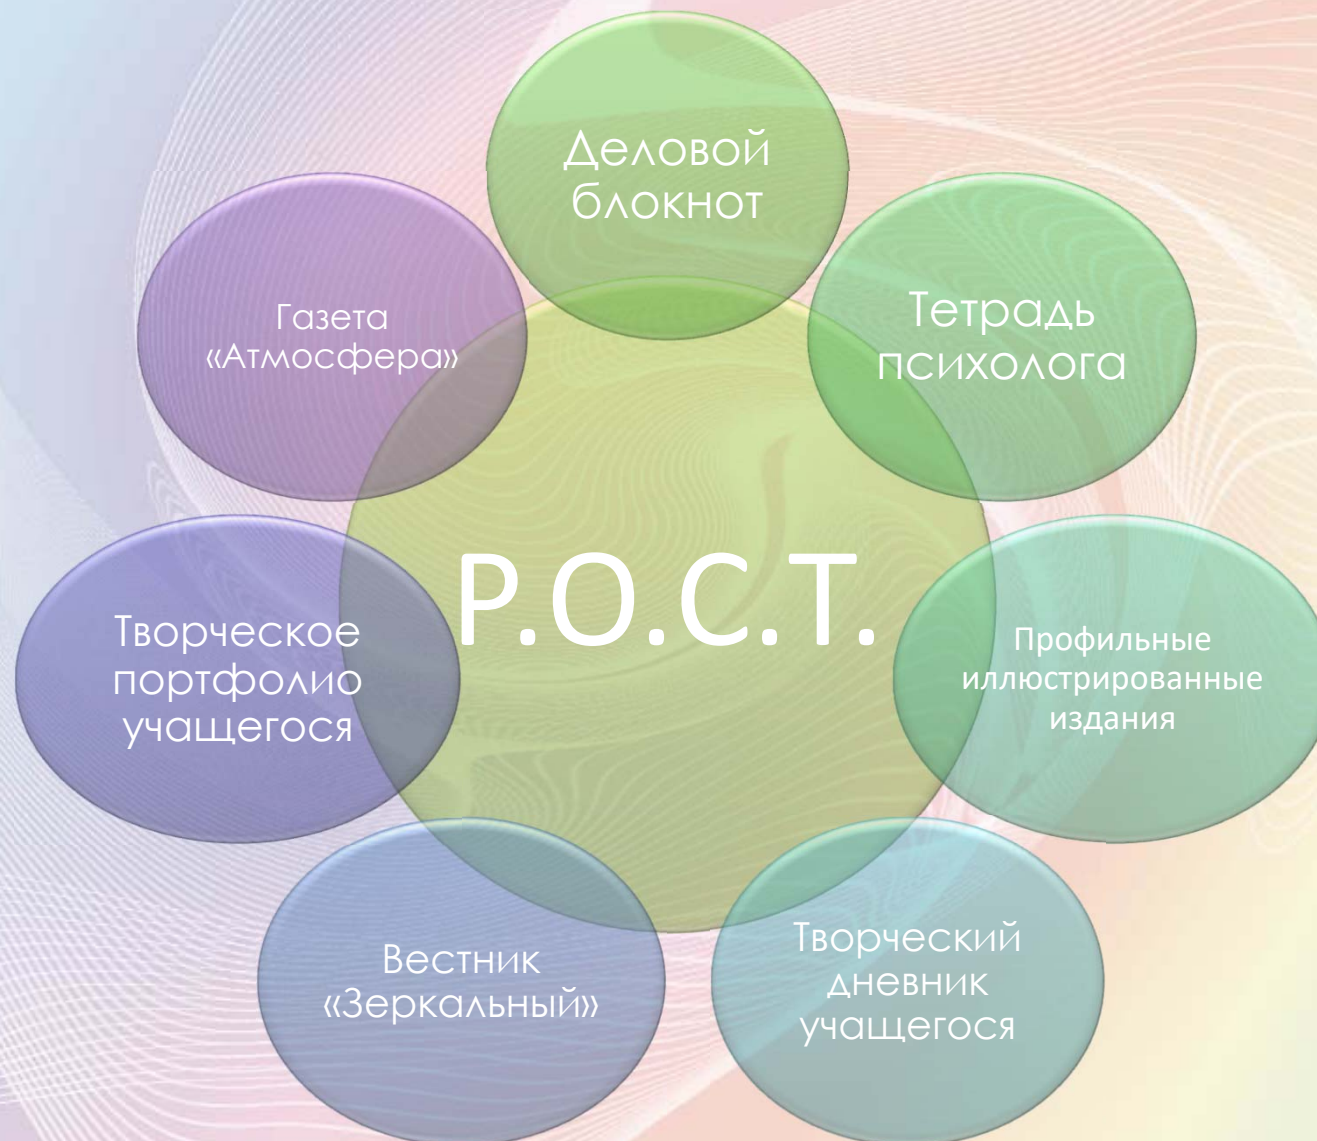 Деловой
блокнот
Тетрадь
психолога
Профильные
иллюстрированные
издания
Творческий
дневник
учащегося
Вестник
«Зеркальный»
Творческое
портфолио
учащегося
Газета
«Атмосфера»
Р.О.С.Т.